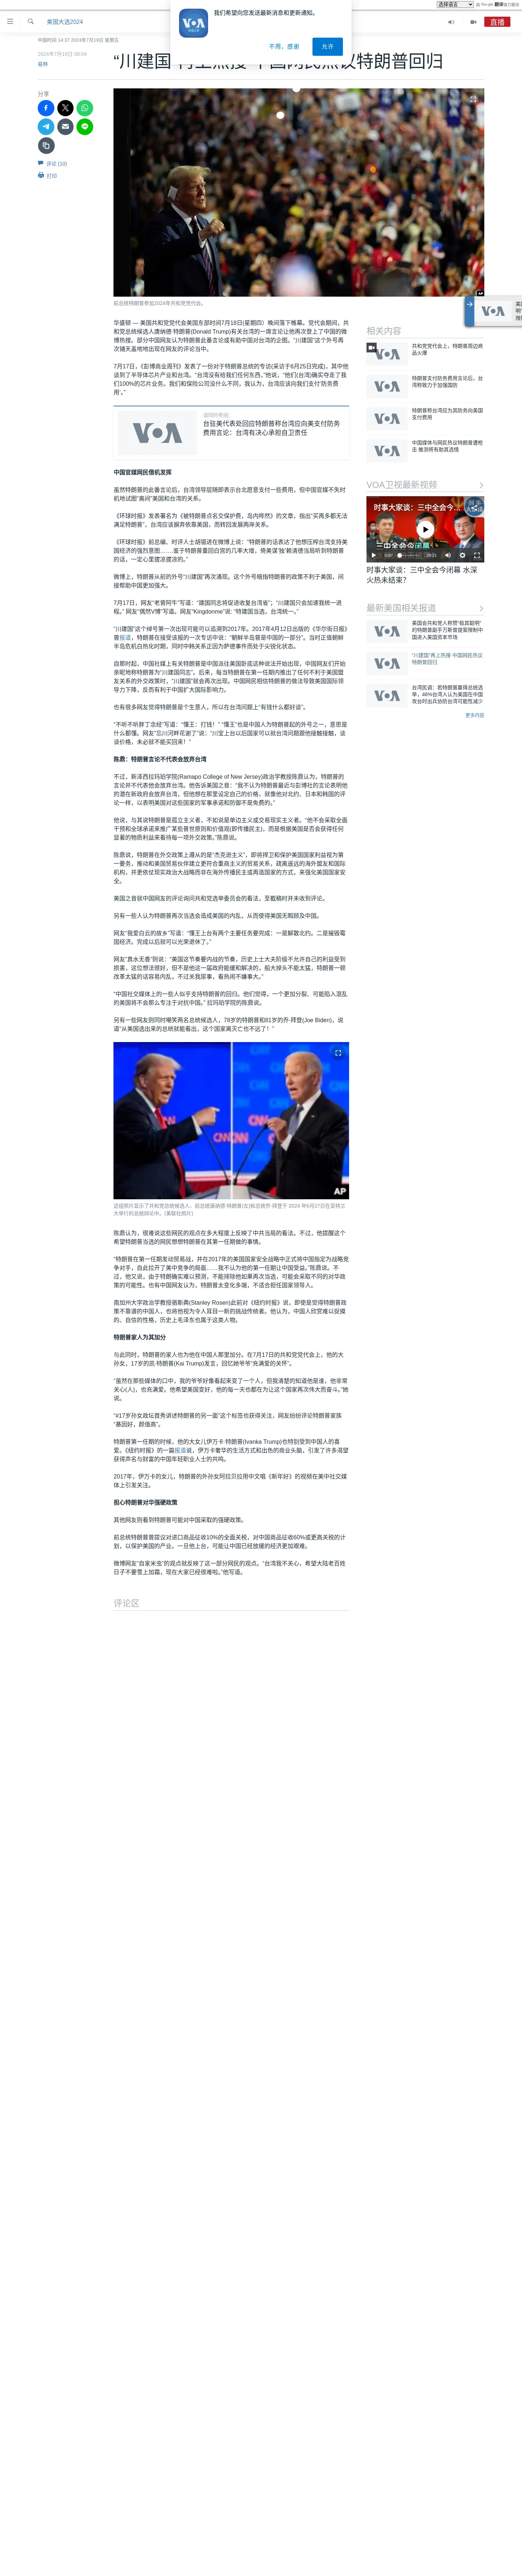 选择语言
由 Google 翻译强力驱动
我们希望向您发送最新消息和更新通知。
不用，感谢
允许
美国大选2024
直播
中国时间 14:37 2024年7月19日 星期五
2024年7月19日 08:04
易林
热议特朗普回归
分享
评论 (10)
打印
前总统特朗普参加2024年共和党党代会。
华盛顿 — 美国共和党党代会美国东部时间7月18日(星期四）晚间落下帷幕。党代会期间，共和党总统候选人唐纳德·特朗普(Donald Trump)有关台湾的一些言论成为中国网民热议的微博热搜。部分中国网友认为特朗普此番言论或有助中国对台湾的企图。“川建国”这个外号再次铺天盖地地出现在网友的评论当中。
7月17日，《彭博商业周刊》发表了一份对于特朗普总统的专访(采访于6月25日完成)，其中他谈到了半导体芯片产业和台湾。“台湾没有给我们任何东西，”他说，“他们(台湾)确实夺走了我们100%的芯片业务。我们和保险公司没什么不同，我认为，台湾应该向我们支付‘防务费用’。”
请同时参阅：
台驻美代表处回应特朗普称台湾应向美支付防务费用言论：台湾有决心承担自卫责任
中国官媒网民借机发挥
虽然特朗普的此番言论后，台湾领导层随即表示台北愿意支付一些费用，但中国官媒不失时机地试图“离间”美国和台湾的关系。
《环球时报》发表署名为《被特朗普点名交保护费，岛内哗然》的文章，指出“买再多都无法满足特朗普”，台湾应该摒弃依靠美国，而转回发展两岸关系。
《环球时报》前总编、时评人士胡锡进在微博上说：“特朗普的话表达了他想压榨台湾支持美国经济的强烈意愿……鉴于特朗普重回白宫的几率大增，倚美谋‘独’赖清德当局听到特朗普的话，一定心里拔凉拔凉的。”
微博上，特朗普从前的外号“川建国”再次涌现。这个外号暗指特朗普的政策不利于美国，间接帮助中国更加强大。
7月17日，网友“老曾阿牛”写道：“建国同志将促进收复台湾省”；“川建国只会加速我统一进程。” 网友“偶然V博”写道。网友“Kingdonme”说: “特建国当选，台湾统一。”
“川建国”这个绰号第一次出现可能可以追溯到2017年。2017年4月12日出版的《华尔街日报》曾报道，特朗普在接受该报的一次专访中说：“朝鲜半岛曾是中国的一部分”。当时正值朝鲜半岛危机白热化时期，同时中韩关系正因为萨德事件而处于尖锐化状态。
自那时起，中国社媒上有关特朗普是中国派往美国卧底这种说法开始出现，中国网友们开始亲昵地称特朗普为“川建国同志”。后来，每当特朗普在第一个任期内推出了任何不利于美国盟友关系的外交政策时，“川建国”就会再次出现。中国网民相信特朗普的做法导致美国国际领导力下降，反而有利于中国扩大国际影响力。
也有很多网友觉得特朗普是个生意人，所以在台湾问题上“有钱什么都好谈”。
“不听不听胖丁念经”写道：“懂王：打钱！” “懂王”也是中国人为特朗普起的外号之一，意思是什么都懂。网友“忘川河畔花谢了”说：“川宝上台以后国家可以就台湾问题跟他接触接触，谈谈价格，未必就不能买回来！”
陈鼎：特朗普言论不代表会放弃台湾
不过，新泽西拉玛珀学院(Ramapo College of New Jersey)政治学教授陈鼎认为，特朗普的言论并不代表他会放弃台湾。他告诉美国之音：“我不认为特朗普最近与彭博社的言论表明他的潜在新政府会放弃台湾，但他想在那里设定自己的价格，就像他对北约、日本和韩国的评论一样，以表明美国对这些国家的军事承诺和防御不是免费的。”
他说，与其说特朗普是孤立主义者，不如说是单边主义或交易现实主义者。“他不会采取全面干预和全球承诺来推广某些普世原则和价值观(即传播民主)，而是根据美国是否会获得任何显著的物质利益来看待每一项外交政策，”陈鼎说。
陈鼎说，特朗普在外交政策上遵从的是“杰克逊主义”，即将捍卫和保护美国国家利益视为第一要务，推动和美国贸易伙伴建立更符合重商主义的贸易关系，疏离遥远的海外盟友和国际机构，并更依仗现实政治大战略而非在海外传播民主或再造国家的方式，来强化美国国家安全。
美国之音就中国网友的评论询问共和党选举委员会的看法，至截稿时并未收到评论。
另有一些人认为特朗普再次当选会造成美国的内乱，从而使得美国无暇顾及中国。
网友“我爱白云的故乡”写道：“懂王上台有两个主要任务要完成：一是解散北约。二是摧毁霉国经济。完成以后就可以光荣退休了。”
网友“真水无香”则说：“美国这节奏要内战的节奏，历史上士大夫阶级不允许自己的利益受到损害，这位想法很好，但不是他这一届政府能缓和解决的，船大掉头不能太猛，特朗普一顿改革太猛的话容易内乱，不过关我屌事，看热闹不嫌事大。”
“中国社交媒体上的一些人似乎支持特朗普的回归。他们觉得，一个更加分裂、可能陷入混乱的美国将不会那么专注于对抗中国，” 拉玛珀学院的陈鼎说。
另有一些网友则同时嘲笑两名总统候选人，78岁的特朗普和81岁的乔·拜登(Joe Biden)，说道“从美国选出来的总统就能看出，这个国家离灭亡也不远了！”
AP
这组照片显示了共和党总统候选人、前总统唐纳德·特朗普(左)和总统乔·拜登于 2024 年6月27日在亚特兰大举行的总统辩论中。(美联社照片）
陈鼎认为，很难说这些网民的观点在多大程度上反映了中共当局的看法。不过，他提醒这个希望特朗普当选的网民想想特朗普在其第一任期做的事情。
“特朗普在第一任期发动贸易战，并在2017年的美国国家安全战略中正式将中国指定为战略竞争对手，自此拉开了美中竞争的局面……我不认为他的第一任期让中国受益，”陈鼎说。不过，他又说，由于特朗确实难以预测，不能排除他如果再次当选，可能会采取不同的对华政策的可能性。也有中国网友认为，特朗普太变化多端，不适合担任国家领导人。
南加州大学政治学教授骆斯典(Stanley Rosen)此前对《纽约时报》说，即使是觉得特朗普政策不靠谱的中国人，也将他视为令人耳目一新的挑战传统者。他认为，中国人欣赏难以捉摸的、自信的性格，历史上毛泽东也属于这类人物。
特朗普家人为其加分
与此同时，特朗普的家人也为他在中国人那里加分。在7月17日的共和党党代会上，他的大孙女，17岁的凯·特朗普(Kai Trump)发言，回忆她爷爷“充满爱的关怀”。
“虽然在那些媒体的口中，我的爷爷好像看起来变了一个人，但我清楚的知道他是谁，他非常关心(人)，也充满爱。他希望美国变好，他的每一天也都在为让这个国家再次伟大而奋斗，”她说。
“#17岁孙女政坛首秀讲述特朗普的另一面”这个标签也获得关注，网友纷纷评论特朗普家族“基因好，颜值高”。
特朗普第一任期的时候，他的大女儿伊万卡·特朗普(Ivanka Trump)也特别受到中国人的喜爱。《纽约时报》的一篇报道说，伊万卡奢华的生活方式和出色的商业头脑，引发了许多渴望获得声名与财富的中国年轻职业人士的共鸣。
2017年，伊万卡的女儿，特朗普的外孙女阿拉贝拉用中文唱《新年好》的视频在美中社交媒体上引发关注。
担心特朗普对华强硬政策
其他网友则看到特朗普可能对中国采取的强硬政策。
前总统特朗普曾提议对进口商品征收10%的全面关税，对中国商品征收60%或更高关税的计划，以保护美国的产业。一旦他上台，可能让中国已经放缓的经济更加艰难。
微博网友“自家米虫”的观点就反映了这一部分网民的观点。“台湾我不关心，希望大陆老百姓日子不要雪上加霜，现在大家已经很难啦。”他写道。
评论区
相关内容
共和党党代会上，特朗普周边商品火爆
特朗普支付防务费用言论后，台湾称致力于加强国防
特朗普称台湾应为其防务向美国支付费用
中国媒体与网民热议特朗普遭枪击 推测将有助其选情
VOA卫视最新视频
时事大家谈：三中全会今...
0:00
时事大家谈：三中全会今闭幕 水深火热未结束?
最新美国相关报道
美国会共和党人称赞“极其聪明”的特朗普副手万斯曾提案限制中国进入美国资本市场
“川建国”再上热搜 中国网民热议特朗普回归
台湾民调：若特朗普赢得总统选举，46%台湾人认为美国在中国攻台时出兵协防台湾可能性减少
更多内容